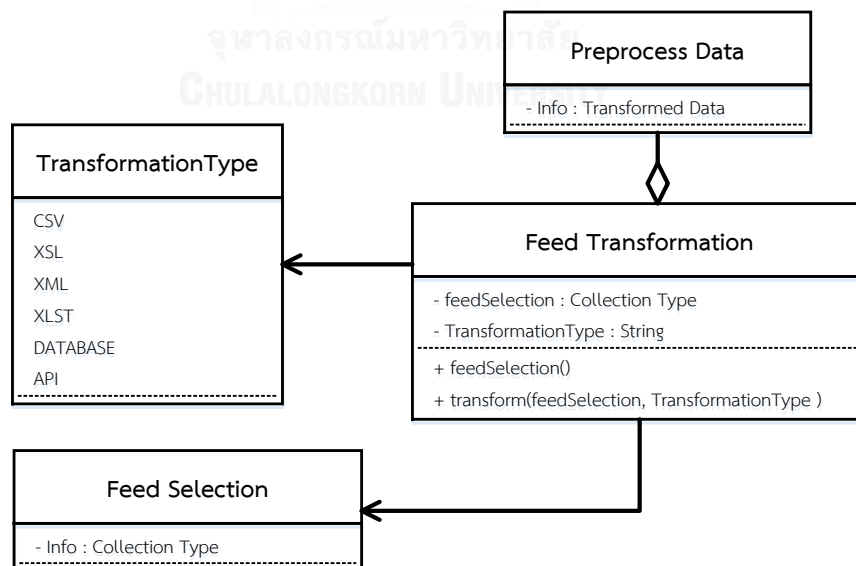 จุฬาลงกรณ์มหาวิทยาลัย
CHULALONGKORN UNIVERSITY
Preprocess Data
- Info : Transformed Data
TransformationType
CSV
XSL
XML
XLST
DATABASE
API
Feed Transformation
- feedSelection : Collection Type
- TransformationType : String
+ feedSelection()
+ transform(feedSelection, TransformationType )
Feed Selection
- Info : Collection Type